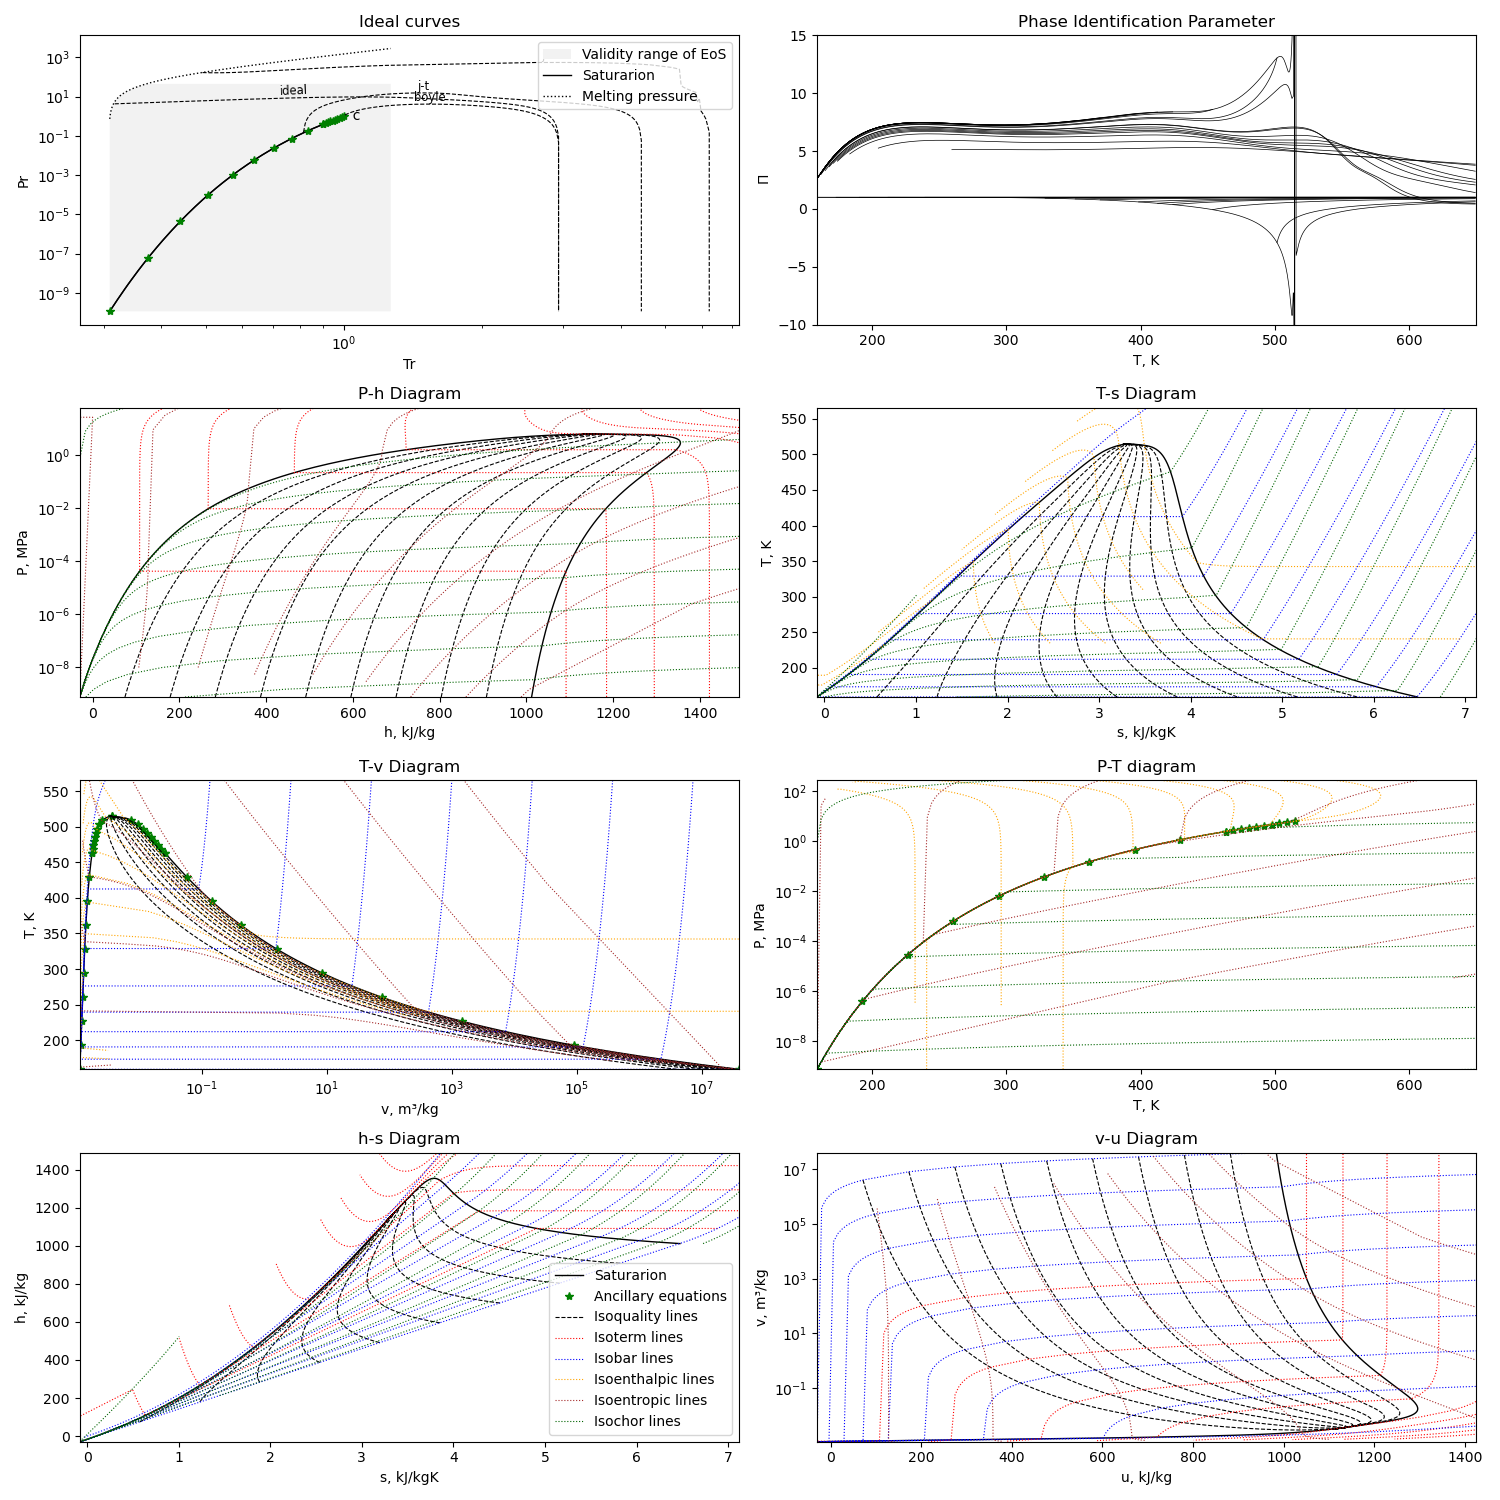 Ideal curves
Pr
10³
10¹
10⁻¹
10⁻³
10⁻⁵
10⁻⁷
10⁻⁹
ideal
j-t
boyle
c
Validity range of EoS
Saturarion
Melting pressure
10⁰
Tr
Phase Identification Parameter
Π
15
10
5
0
−5
−10
200 300 400 500 600
T, K
P-h Diagram
P, MPa
10⁰
10⁻²
10⁻⁴
10⁻⁶
10⁻⁸
0 200 400 600 800 1000 1200 1400
h, kJ/kg
T-s Diagram
T, K
550
500
450
400
350
300
250
200
0 1 2 3 4 5 6 7
s, kJ/kgK
T-v Diagram
T, K
550
500
450
400
350
300
250
200
10⁻¹ 10¹ 10³ 10⁵ 10⁷
v, m³/kg
P-T diagram
P, MPa
10²
10⁰
10⁻²
10⁻⁴
10⁻⁶
10⁻⁸
200 300 400 500 600
T, K
h-s Diagram
h, kJ/kg
1400
1200
1000
800
600
400
200
0
Saturarion
Ancillary equations
Isoquality lines
Isoterm lines
Isobar lines
Isoenthalpic lines
Isoentropic lines
Isochor lines
0 1 2 3 4 5 6 7
s, kJ/kgK
v-u Diagram
v, m³/kg
10⁷
10⁵
10³
10¹
10⁻¹
0 200 400 600 800 1000 1200 1400
u, kJ/kg